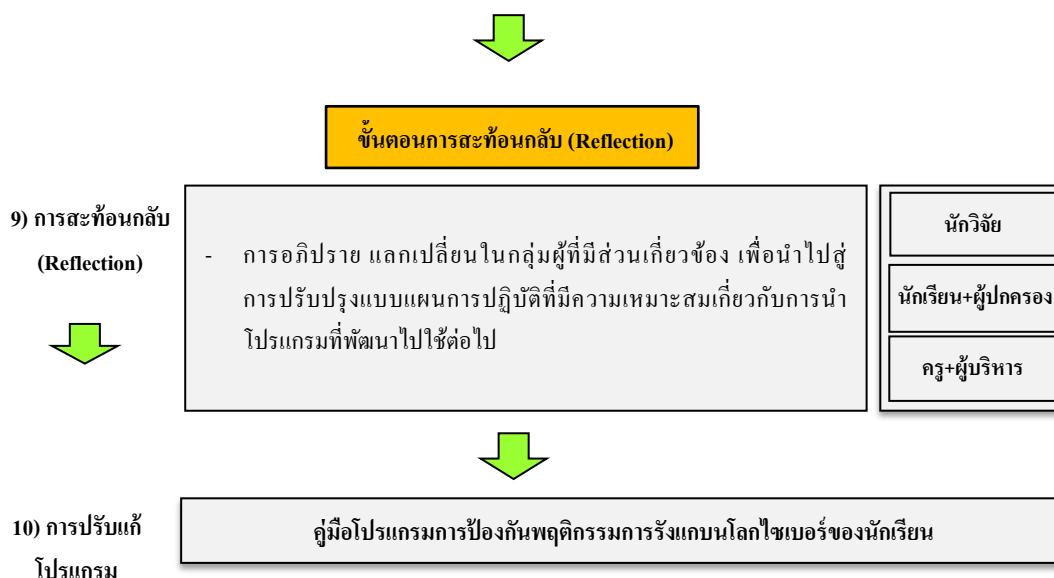 ขั้นตอนการสะท้อนกลับ (Reflection)
9) การสะท้อนกลับ
(Reflection)
- การอภิปราย แลกเปลี่ยนในกลุ่มผู้ที่มีส่วนเกี่ยวข้อง เพื่อนำไปสู่
การปรับปรุงแบบแผนการปฏิบัติที่มีความเหมาะสมเกี่ยวกับการนำ
โปรแกรมที่พัฒนาไปใช้ต่อไป
นักวิจัย
นักเรียน+ผู้ปกครอง
ครู+ผู้บริหาร
10) การปรับแก้
โปรแกรม
คู่มือโปรแกรมการป้องกันพฤติกรรมการรังแกบนโลกไซเบอร์ของนักเรียน